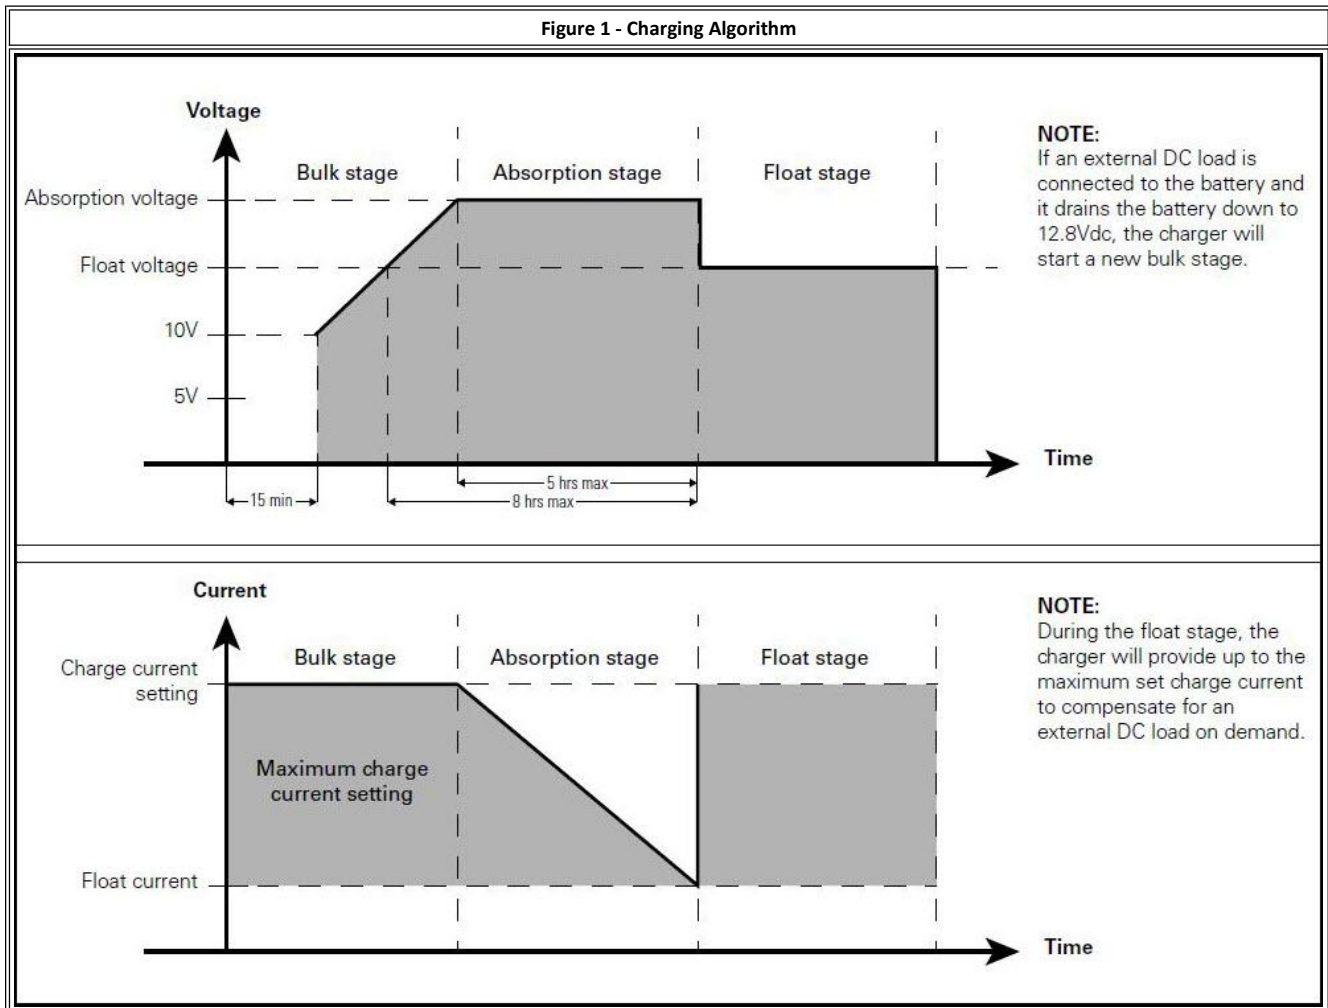 Figure 1 - Charging Algorithm
Voltage
Bulk stage
Absorption stage
Float stage
Absorption voltage
Float voltage
10V
5V
Time
5 hrs max
15 min
8 hrs max
NOTE:
If an external DC load is
connected to the battery and
it drains the battery down to
12.8Vdc, the charger will
start a new bulk stage.
Current
Bulk stage
Absorption stage
Float stage
Charge current
setting
Maximum charge
current setting
Float current
Time
NOTE:
During the float stage, the
charger will provide up to the
maximum set charge current
to compensate for an
external DC load on demand.